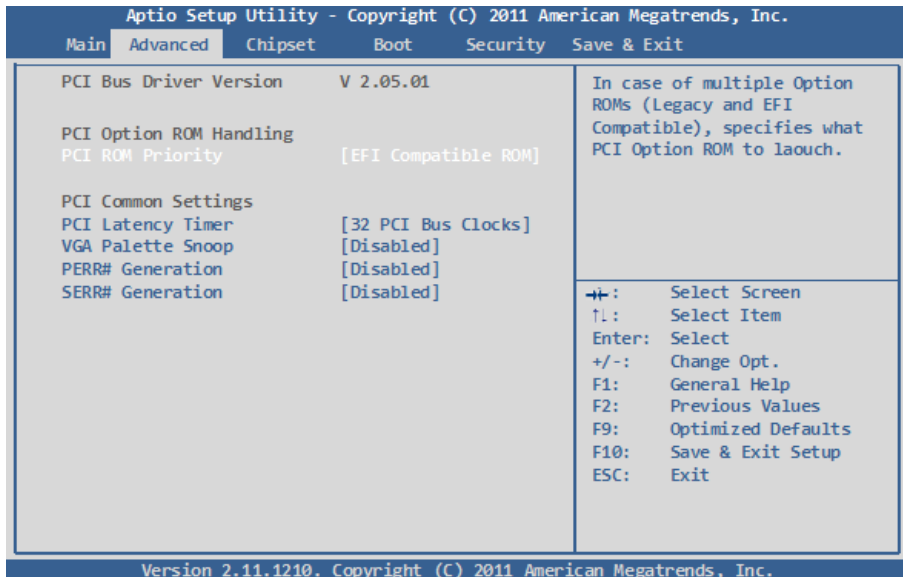 Aptio Setup Utility - Copyright (C) 2011 American Megatrends, Inc.
Main Advanced Chipset Boot Security Save & Exit
PCI Bus Driver Version V 2.05.01
PCI Option ROM Handling
PCI ROM Priority [EFI Compatible ROM]
PCI Common Settings
PCI Latency Timer [32 PCI Bus Clocks]
VGA Palette Snoop [Disabled]
PERR# Generation [Disabled]
SERR# Generation [Disabled]
In case of multiple Option
ROMs (Legacy and EFI
Compatible), specifies what
PCI Option ROM to laouch.
→←: Select Screen
↑↓: Select Item
Enter: Select
+/-: Change Opt.
F1: General Help
F2: Previous Values
F9: Optimized Defaults
F10: Save & Exit Setup
ESC: Exit
Version 2.11.1210. Copyright (C) 2011 American Megatrends, Inc.